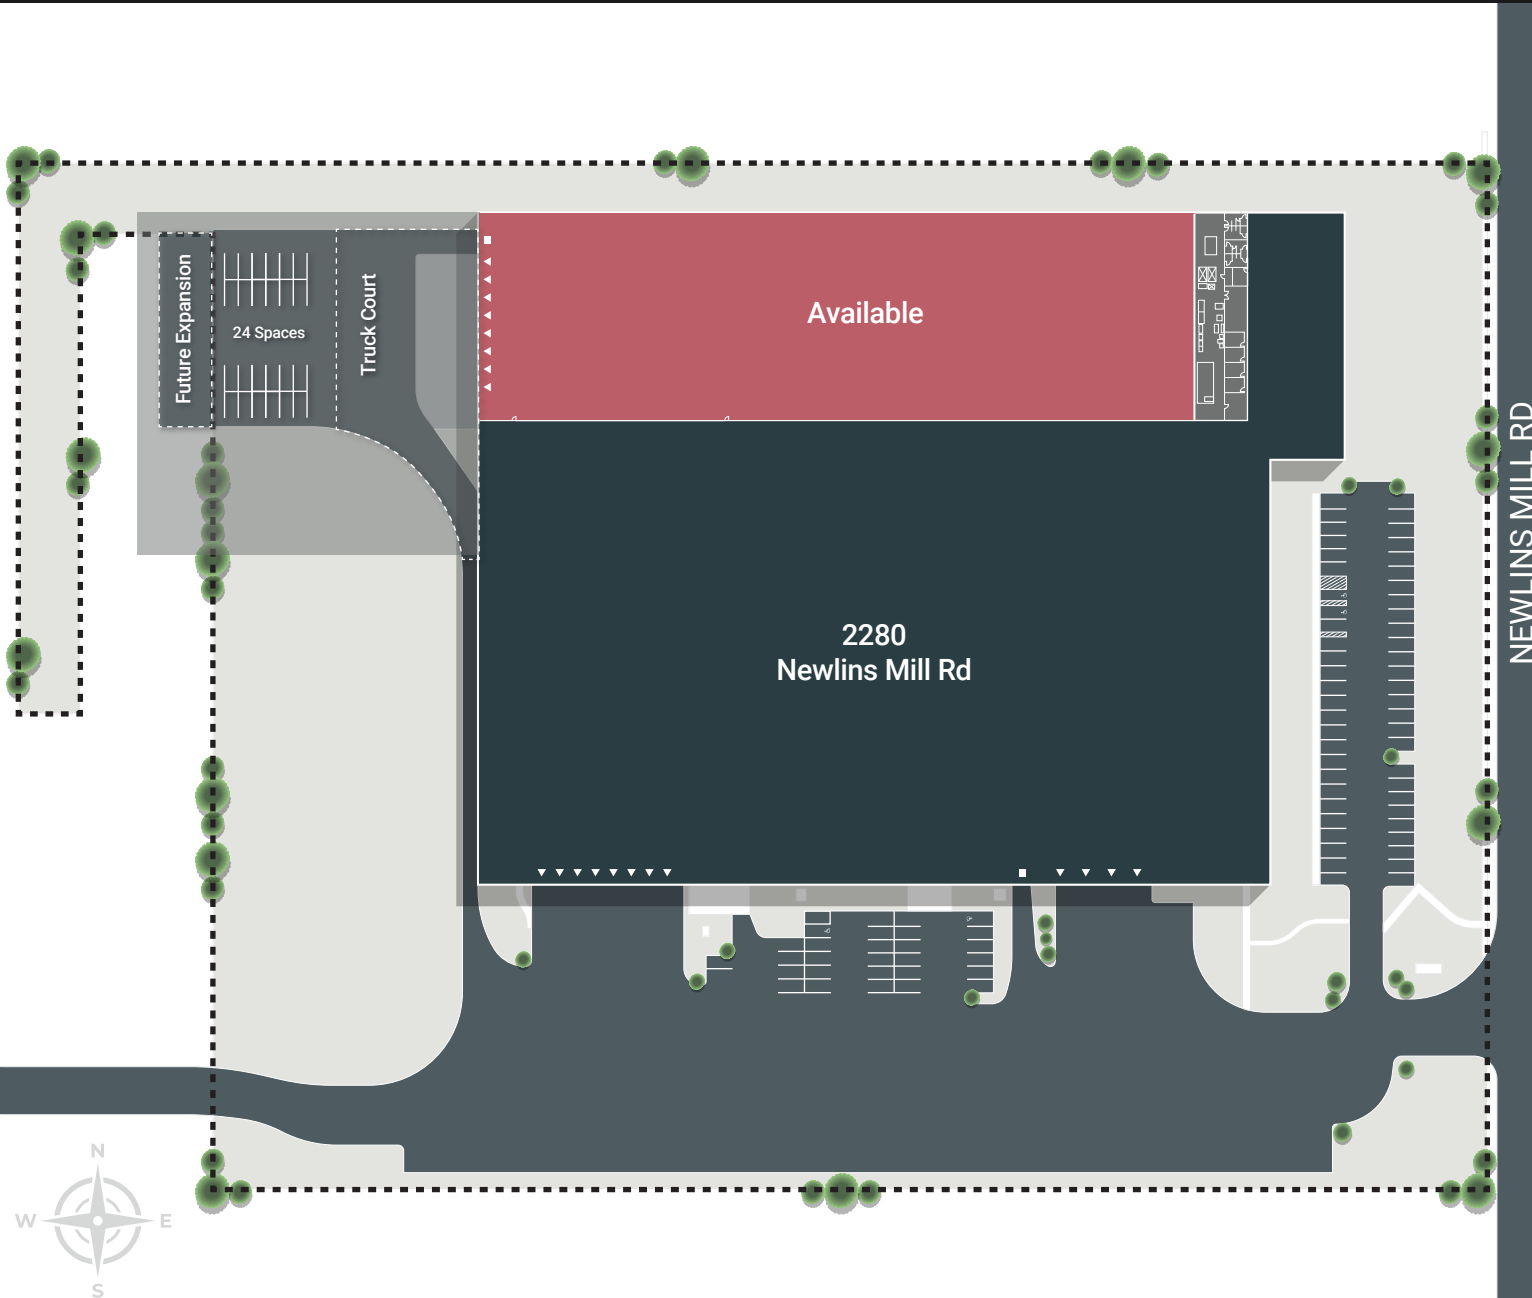 Future Expansion
24 Spaces
Truck Court
Available
2280
Newlins Mill Rd
NEWLINS MILL RD
N
W
E
S